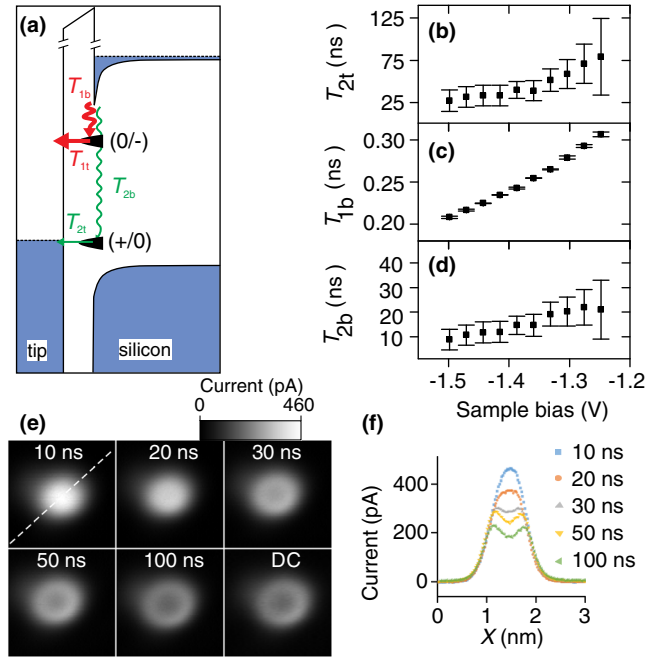 (a)
T1b
(0/-)
T1t
T2b
T2t
(+/0)
tip
silicon
(b)
T2t (ns)
125
75
25
(c)
T1b (ns)
0.30
0.25
0.20
(d)
T2b (ns)
40
30
20
10
-1.5
-1.4
-1.3
-1.2
Sample bias (V)
(e)
Current (pA)
0
460
10 ns
20 ns
30 ns
50 ns
100 ns
DC
(f)
Current (pA)
400
200
0
0
1
2
3
X (nm)
10 ns
20 ns
30 ns
50 ns
100 ns